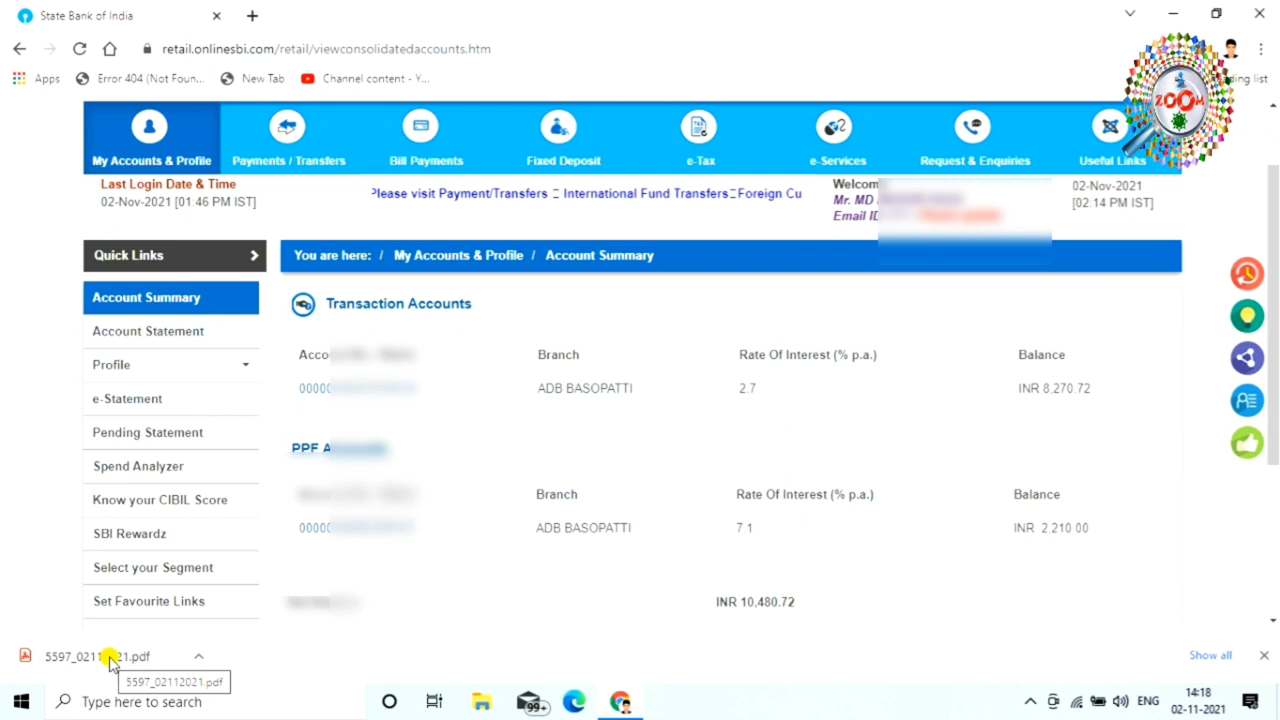 State Bank of India
retail.onlinesbi.com/retail/viewconsolidatedaccounts.htm
Apps Error 404 (Not Foun... New Tab Channel content - Y... list
ZOOM
My Accounts & Profile Payments / Transfers Bill Payments Fixed Deposit e-Tax e-Services Request & Enquiries Useful Links
Last Login Date & Time
02-Nov-2021 [01:46 PM IST]
Please visit Payment/Transfers International Fund Transfers Foreign Cu
Welcom
Mr. MD
Email ID
02-Nov-2021
[02:14 PM IST]
Quick Links
You are here: / My Accounts & Profile / Account Summary
Account Summary
Account Statement
Profile
e-Statement
Pending Statement
Spend Analyzer
Know your CIBIL Score
SBI Rewardz
Select your Segment
Set Favourite Links
Transaction Accounts
Acco Branch Rate Of Interest (% p.a.) Balance
00000 ADB BASOPATTI 2.7 INR 8,270.72
PPF A
Branch Rate Of Interest (% p.a.) Balance
00000 ADB BASOPATTI 7 1 INR 2,210 00
INR 10,480.72
5597_02112021.pdf
Show all
5597_02112021.pdf
Type here to search
99+
ENG
14:18
02-11-2021